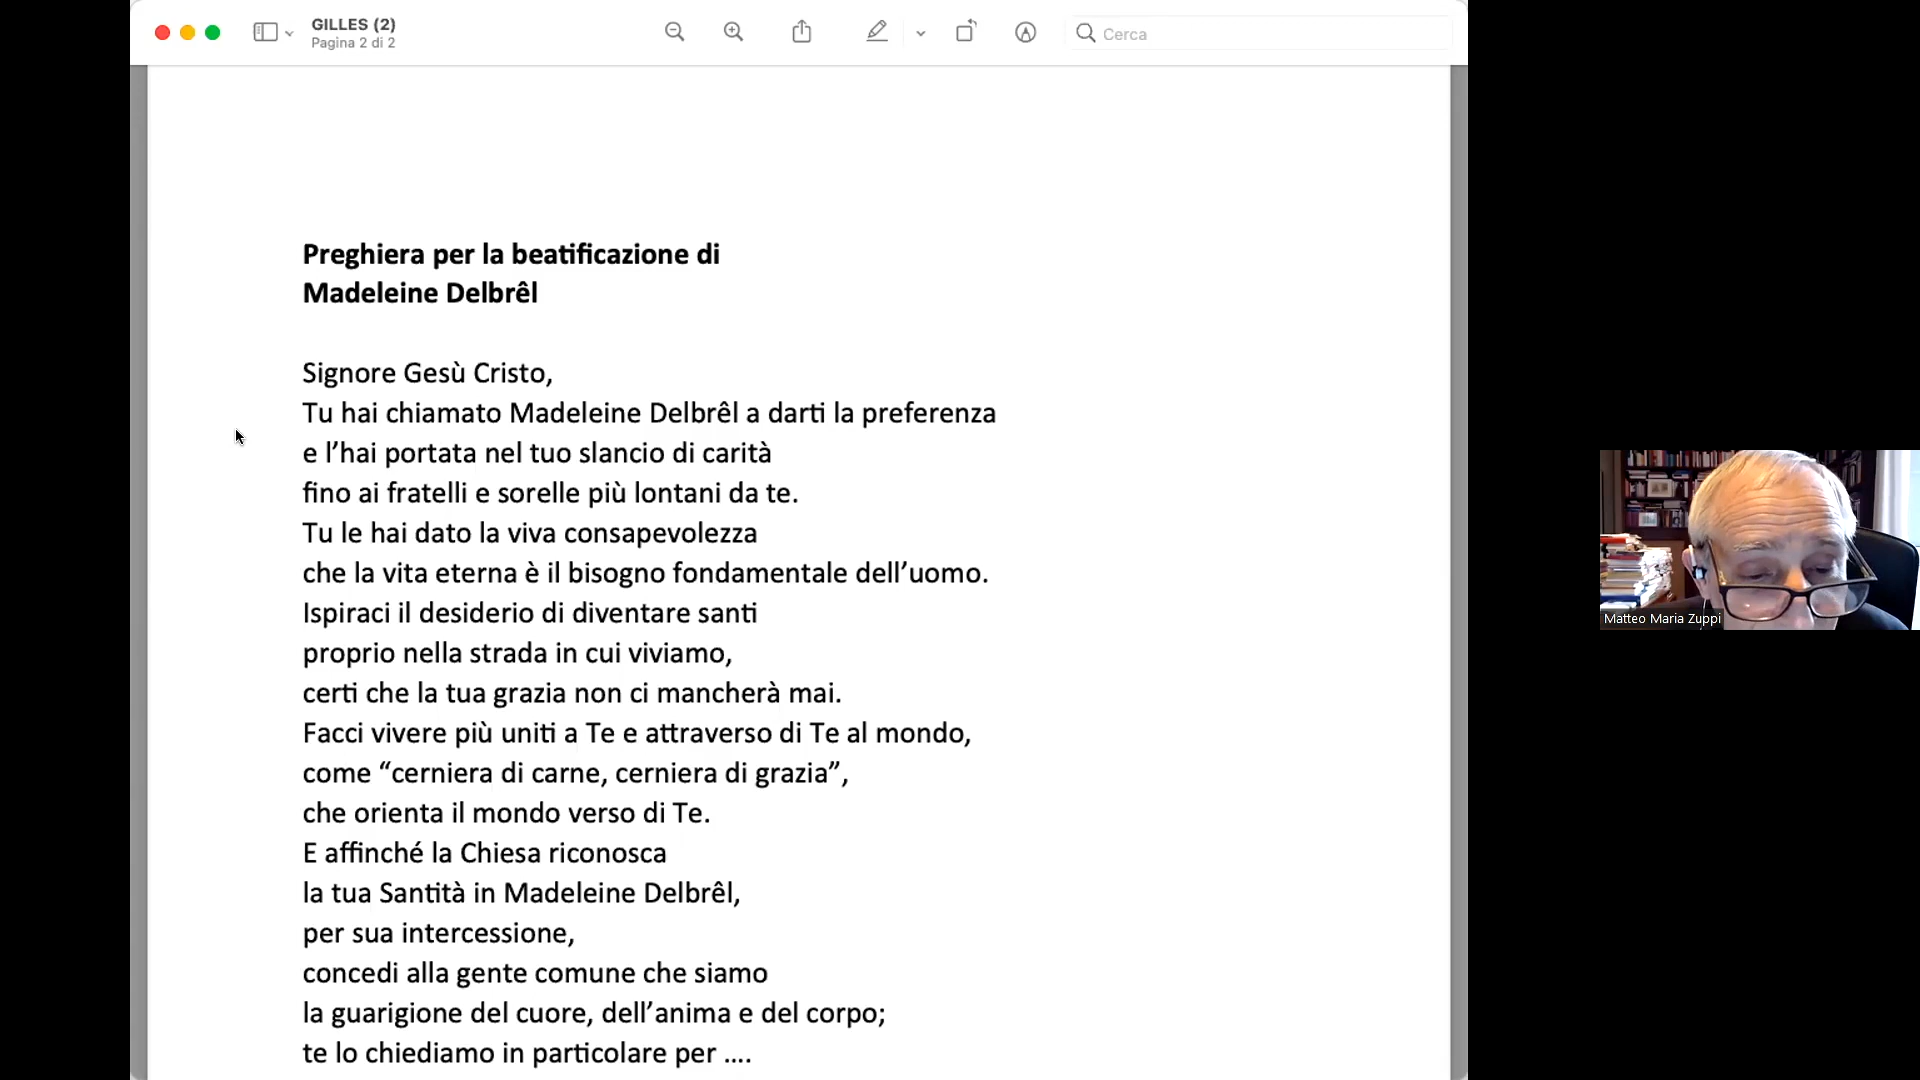 GILLES (2)
Pagina 2 di 2
Cerca
Preghiera per la beatificazione di
Madeleine Delbrêl
Signore Gesù Cristo,
Tu hai chiamato Madeleine Delbrêl a darti la preferenza
e l’hai portata nel tuo slancio di carità
fino ai fratelli e sorelle più lontani da te.
Tu le hai dato la viva consapevolezza
che la vita eterna è il bisogno fondamentale dell’uomo.
Ispiraci il desiderio di diventare santi
proprio nella strada in cui viviamo,
certi che la tua grazia non ci mancherà mai.
Facci vivere più uniti a Te e attraverso di Te al mondo,
come “cerniera di carne, cerniera di grazia”,
che orienta il mondo verso di Te.
E affinché la Chiesa riconosca
la tua Santità in Madeleine Delbrêl,
per sua intercessione,
concedi alla gente comune che siamo
la guarigione del cuore, dell’anima e del corpo;
te lo chiediamo in particolare per ....
Matteo Maria Zuppi